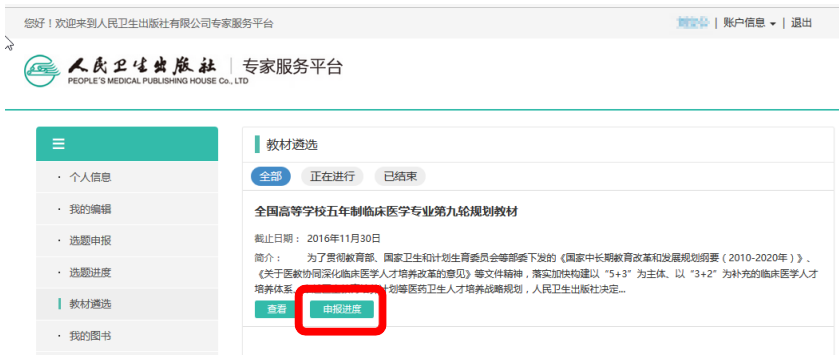 您好！欢迎来到人民卫生出版社有限公司专家服务平台
账户信息 | 退出
人民卫生出版社 专家服务平台
PEOPLE'S MEDICAL PUBLISHING HOUSE Co., LTD
教材遴选
· 个人信息
全部 正在进行 已结束
· 我的编辑
全国高等学校五年制临床医学专业第九轮规划教材
· 选题申报
截止日期： 2016年11月30日
简介： 为了贯彻教育部、国家卫生和计划生育委员会等部委下发的《国家中长期教育改革和发展规划纲要（2010-2020年）》、
· 选题进度
《关于医教协同深化临床医学人才培养改革的意见》等文件精神，落实加快构建以“5+3”为主体、以“3+2”为补充的临床医学人才
培养体系 计划等医药卫生人才培养战略规划，人民卫生出版社决定...
教材遴选
查看 申报进度
· 我的图书